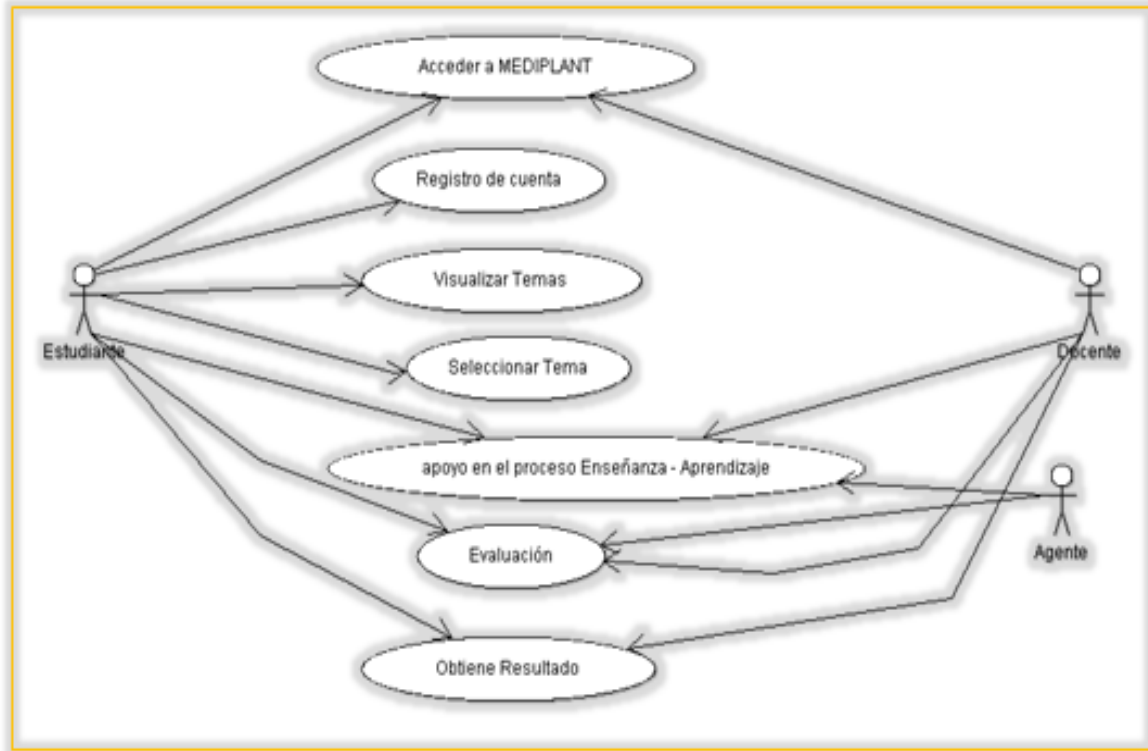 Acceder a MEDIPLANT
Registro de cuenta
Visualizar Temas
Estudiante
Docente
Seleccionar Tema
apoyo en el proceso Enseñanza - Aprendizaje
Evaluación
Agente
Obtiene Resultado